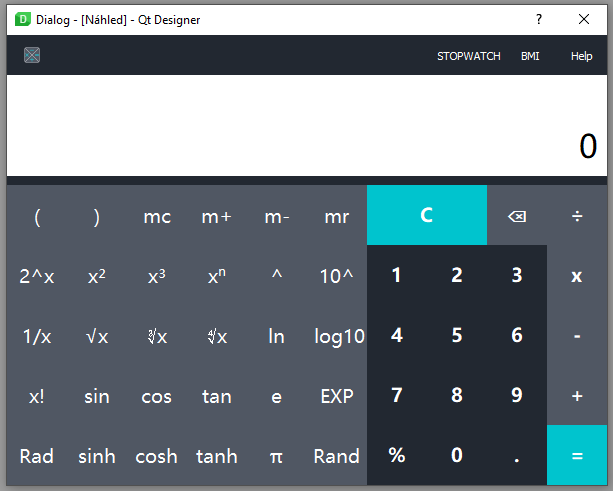 D Dialog - [Náhled] - Qt Designer ?
STOPWATCH BMI Help
0
( ) mc m+ m- mr C ÷
2^x x² x³ xⁿ ^ 10^ 1 2 3 x
1/x √x ∛x ∜x ln log10 4 5 6 -
x! sin cos tan e EXP 7 8 9 +
Rad sinh cosh tanh π Rand % 0 . =